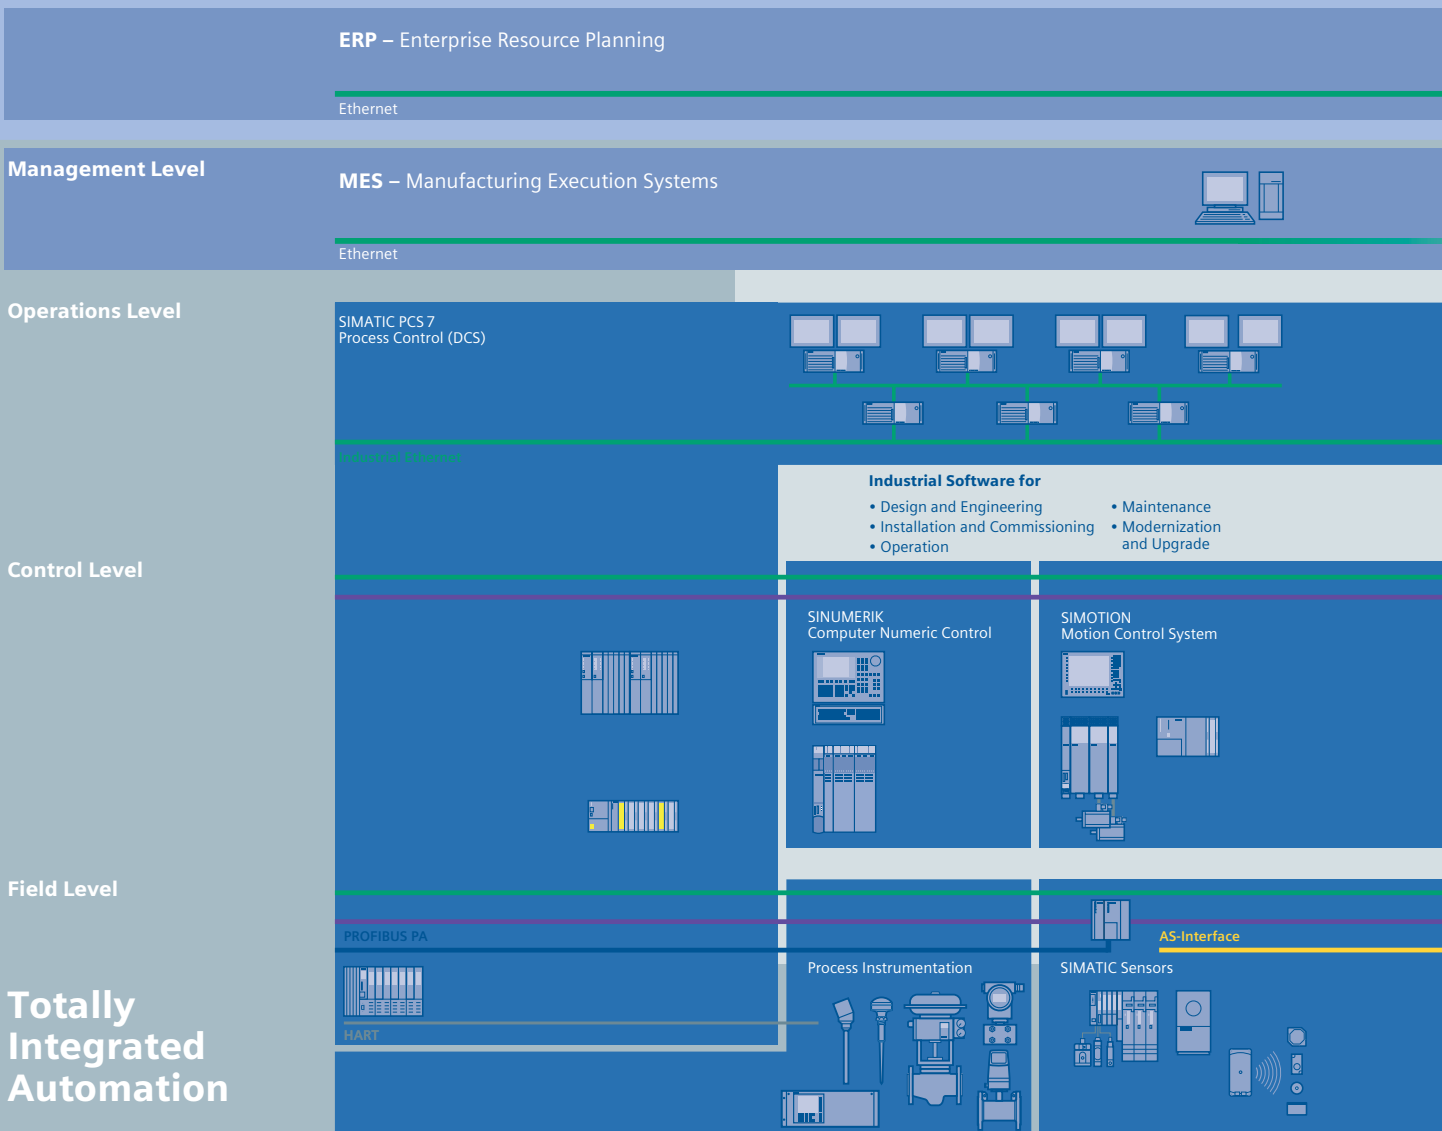 ERP – Enterprise Resource Planning
Ethernet
Management Level
MES – Manufacturing Execution Systems
Ethernet
Operations Level
SIMATIC PCS 7
Process Control (DCS)
Industrial Ethernet
Industrial Software for
• Design and Engineering
• Installation and Commissioning
• Operation
• Maintenance
• Modernization
and Upgrade
Control Level
SINUMERIK
Computer Numeric Control
SIMOTION
Motion Control System
Field Level
PROFIBUS PA
AS-Interface
Process Instrumentation
SIMATIC Sensors
HART
Totally
Integrated
Automation